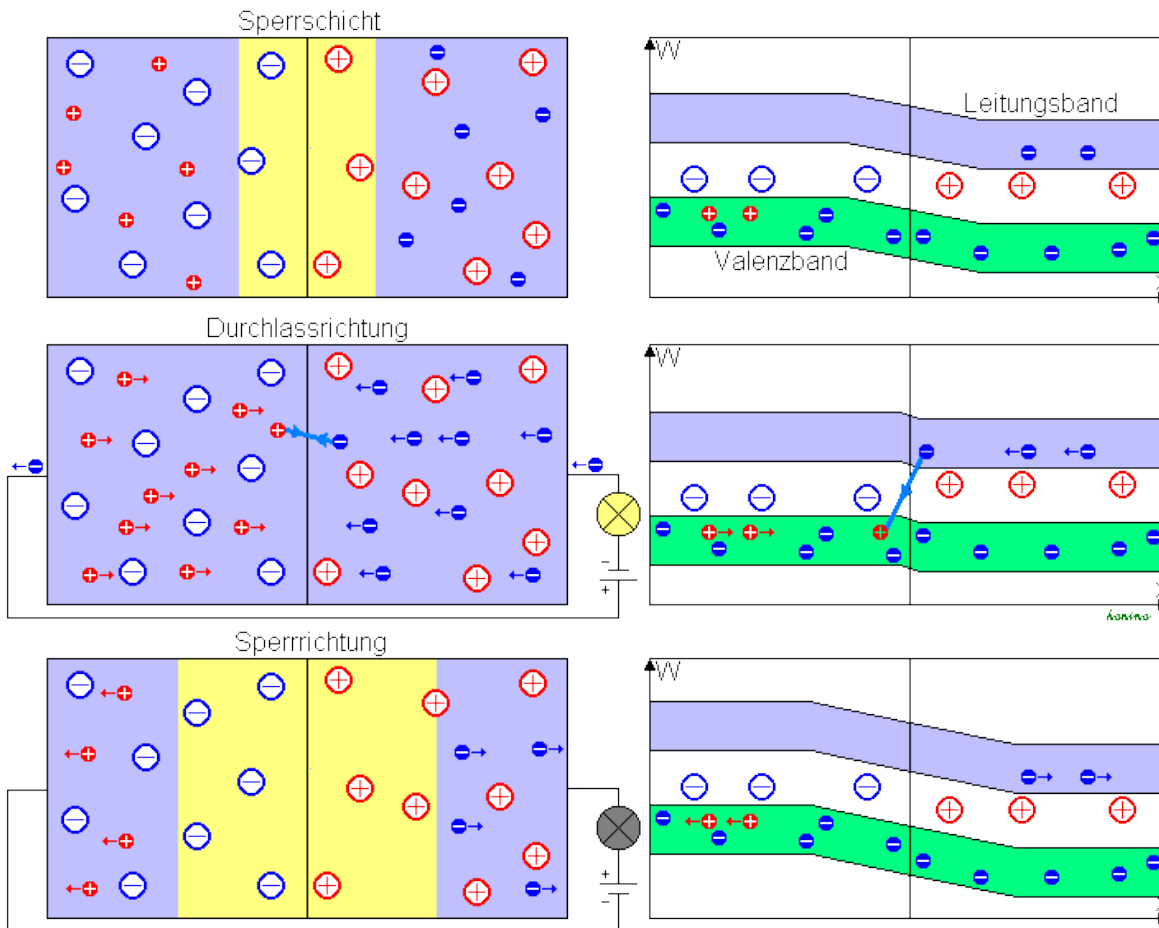 Sperrschicht
W
Leitungsband
Valenzband
Durchlassrichtung
W
-
+
Sperrrichtung
W
+
-